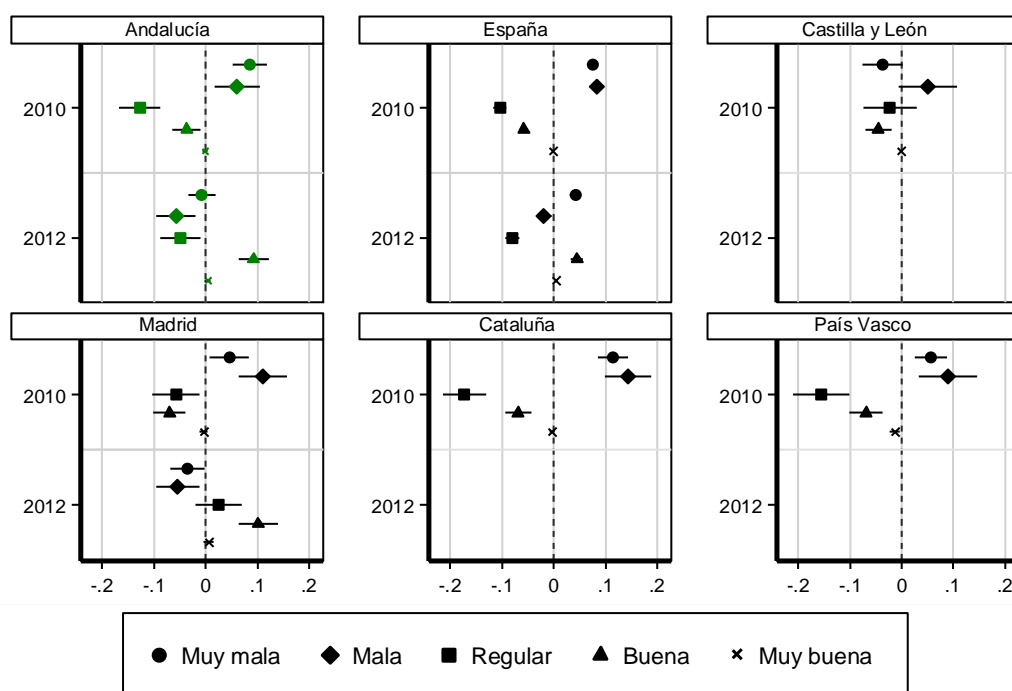 Andalucía España Castilla y León
2010 2010 2010
2012 2012 2012
Madrid Cataluña País Vasco
2010 2010 2010
2012 2012 2012
-.2 -.1 0 .1 .2 -.2 -.1 0 .1 .2 -.2 -.1 0 .1 .2
Muy mala Mala Regular Buena Muy buena